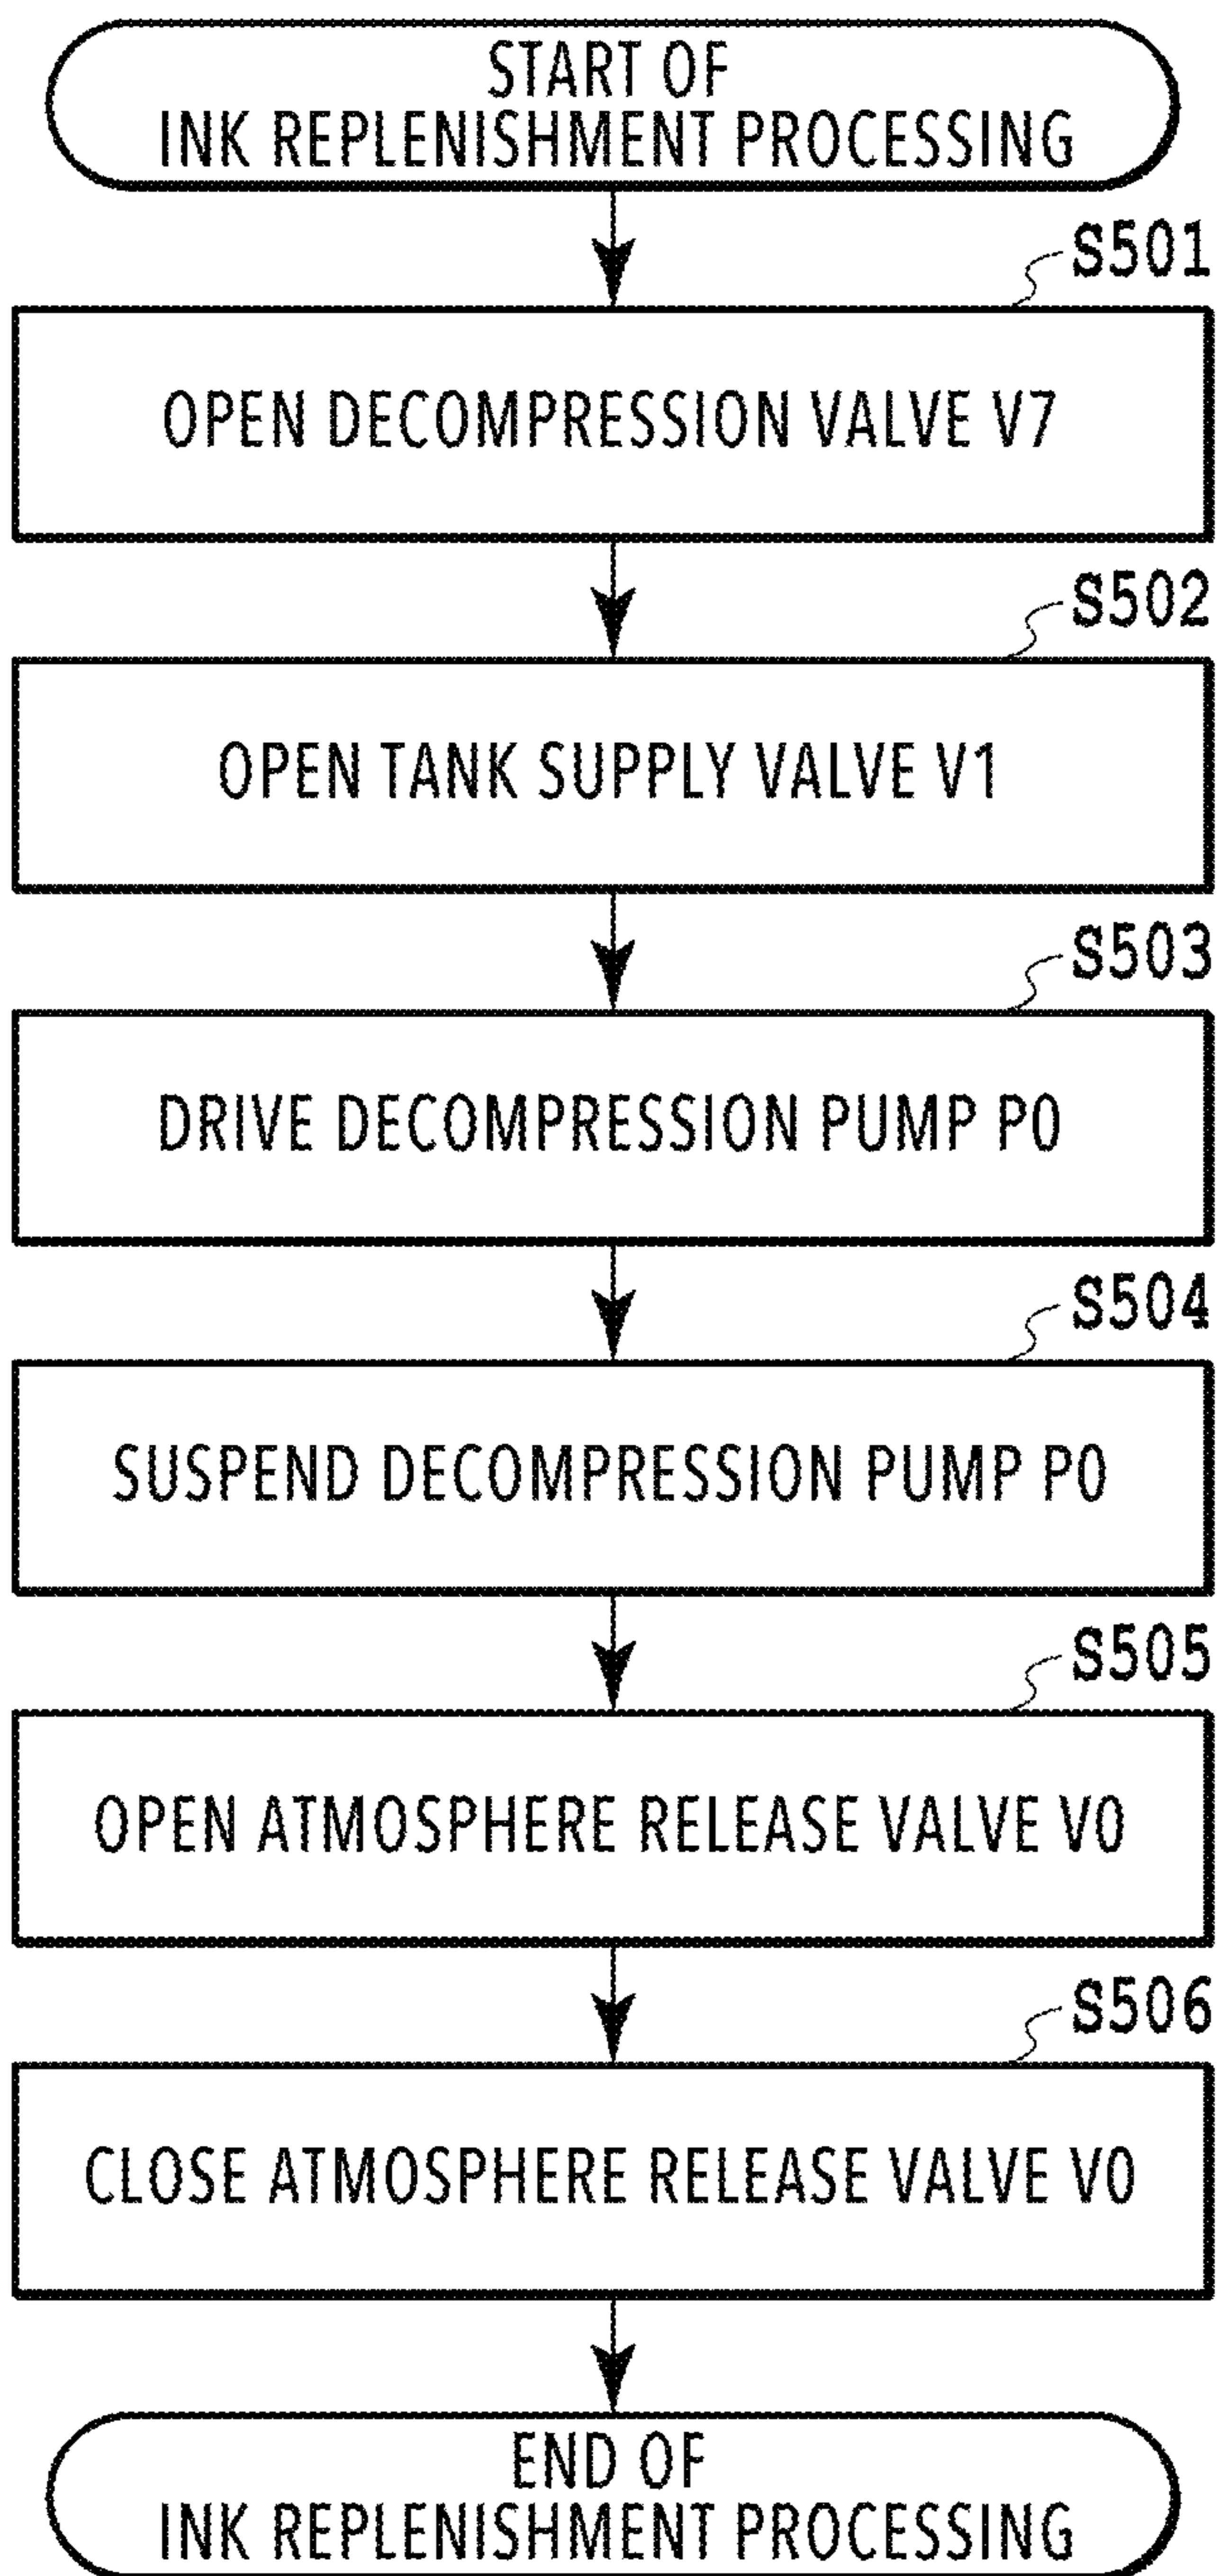 START OF
INK REPLENISHMENT PROCESSING
S501
OPEN DECOMPRESSION VALVE V7
S502
OPEN TANK SUPPLY VALVE V1
S503
DRIVE DECOMPRESSION PUMP P0
S504
SUSPEND DECOMPRESSION PUMP P0
S505
OPEN ATMOSPHERE RELEASE VALVE V0
S506
CLOSE ATMOSPHERE RELEASE VALVE V0
END OF
INK REPLENISHMENT PROCESSING